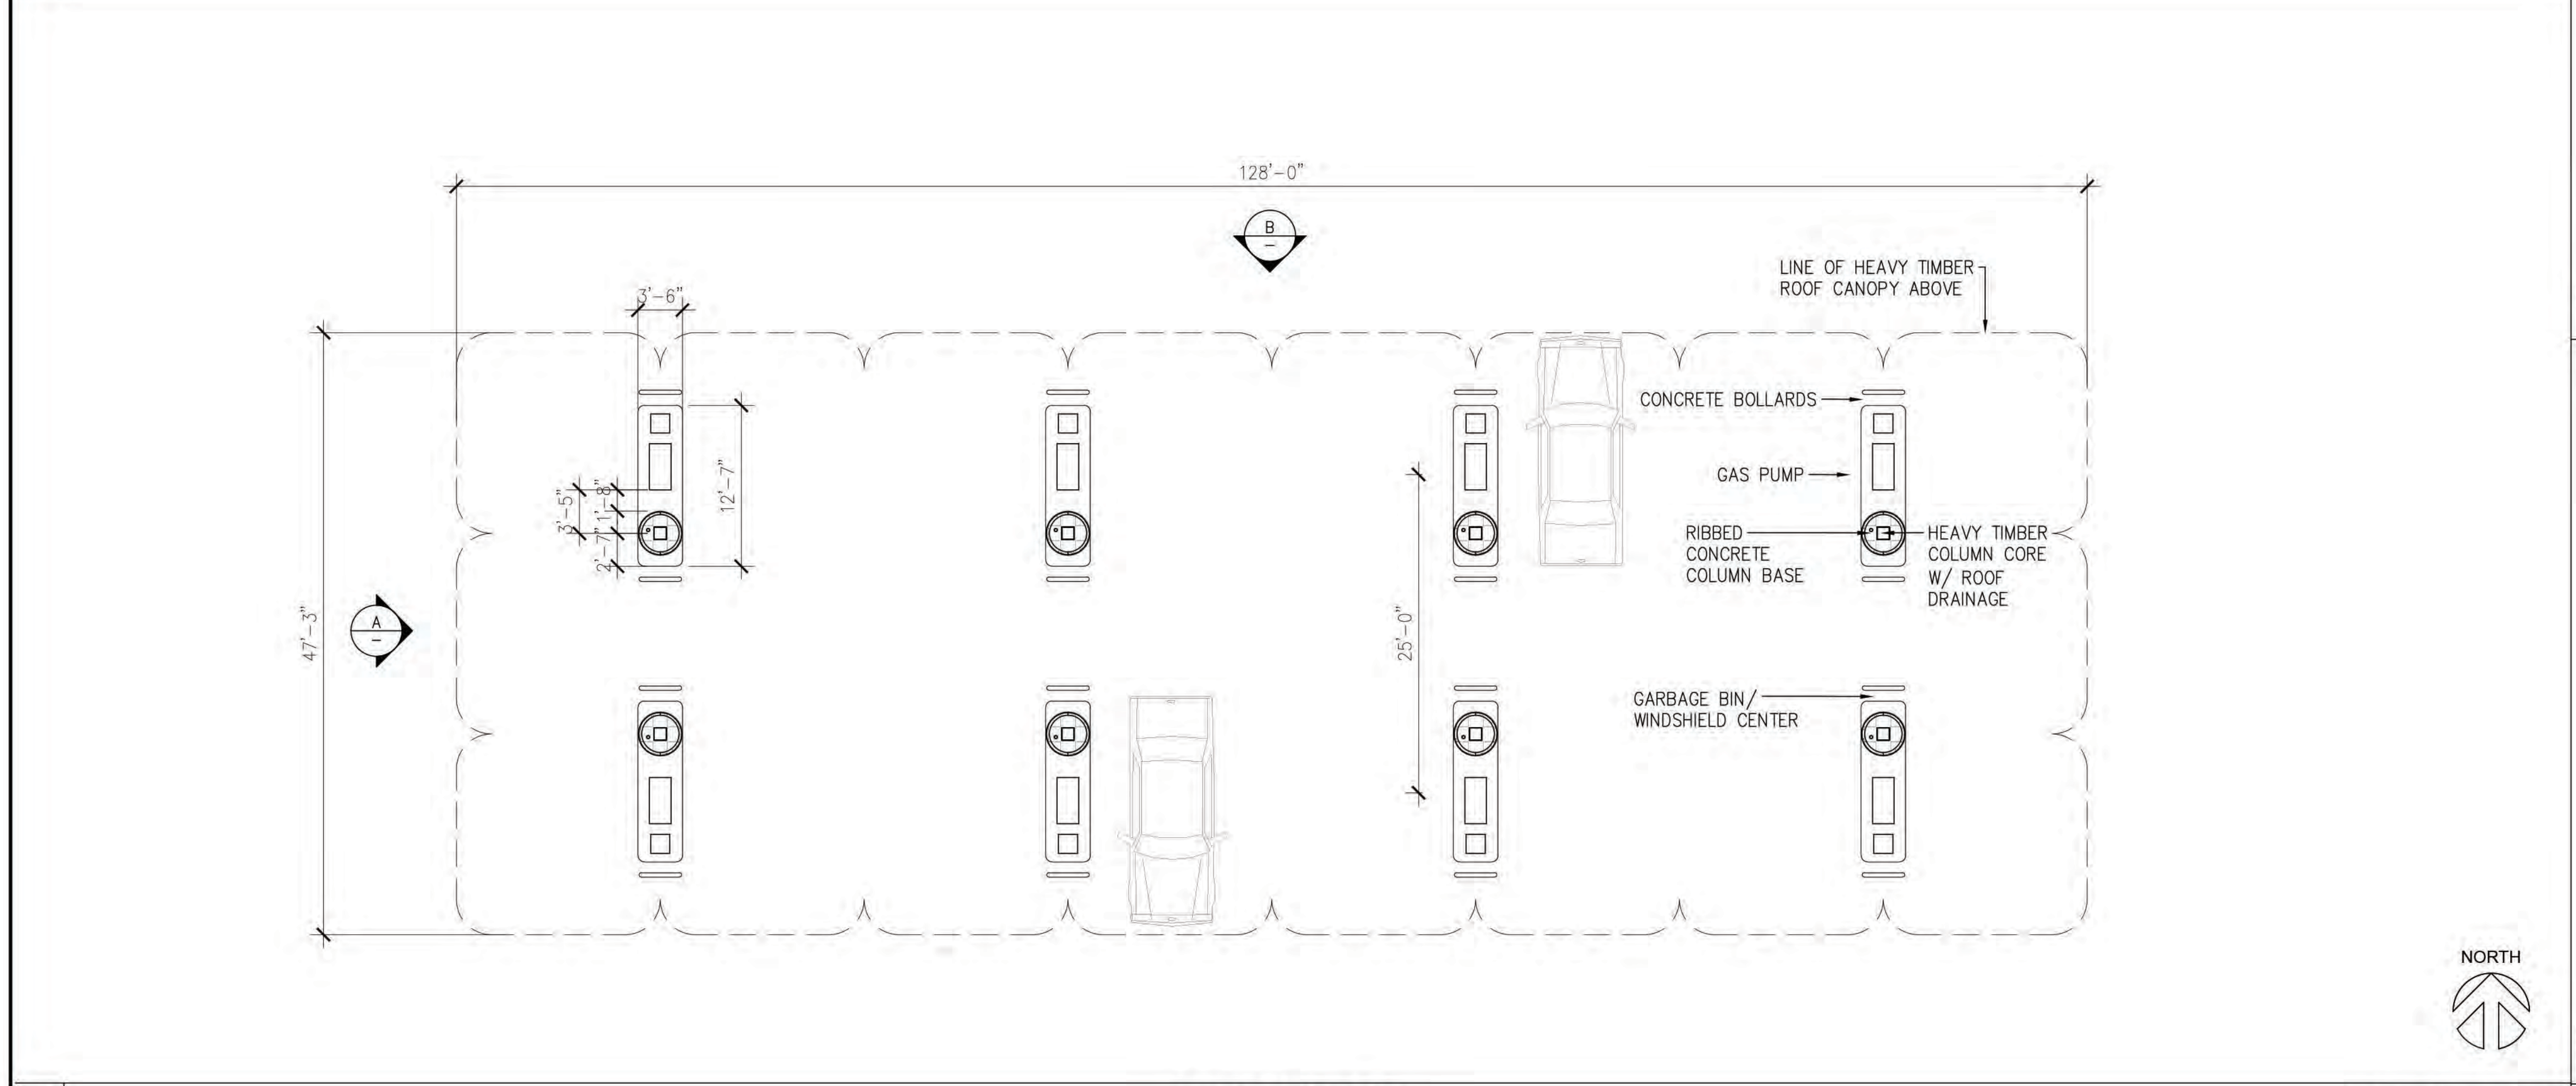 128'-0"
B
–
LINE OF HEAVY TIMBER
ROOF CANOPY ABOVE
3'-6"
CONCRETE BOLLARDS
12'-7"
3'-5"
1'-8"
2'-7"
GAS PUMP
RIBBED
CONCRETE
COLUMN BASE
HEAVY TIMBER
COLUMN CORE
W/ ROOF
DRAINAGE
47'-3"
A
–
25'-0"
GARBAGE BIN/
WINDSHIELD CENTER
NORTH